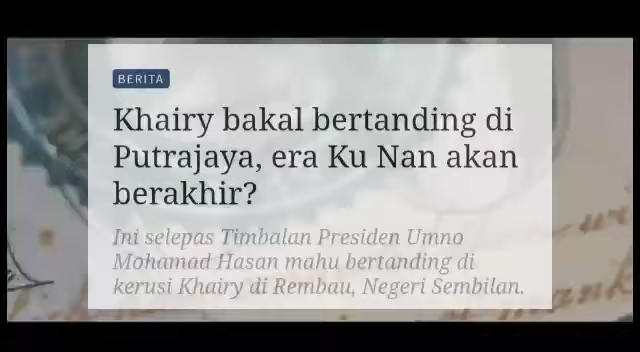 BERITA
Khairy bakal bertanding di
Putrajaya, era Ku Nan akan
berakhir?
Ini selepas Timbalan Presiden Umno
Mohamad Hasan mahu bertanding di
kerusi Khairy di Rembau, Negeri Sembilan.